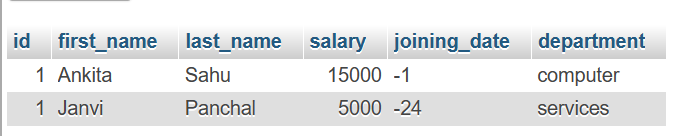 id first_name last_name salary joining_date department
1 Ankita Sahu 15000 -1 computer
1 Janvi Panchal 5000 -24 services